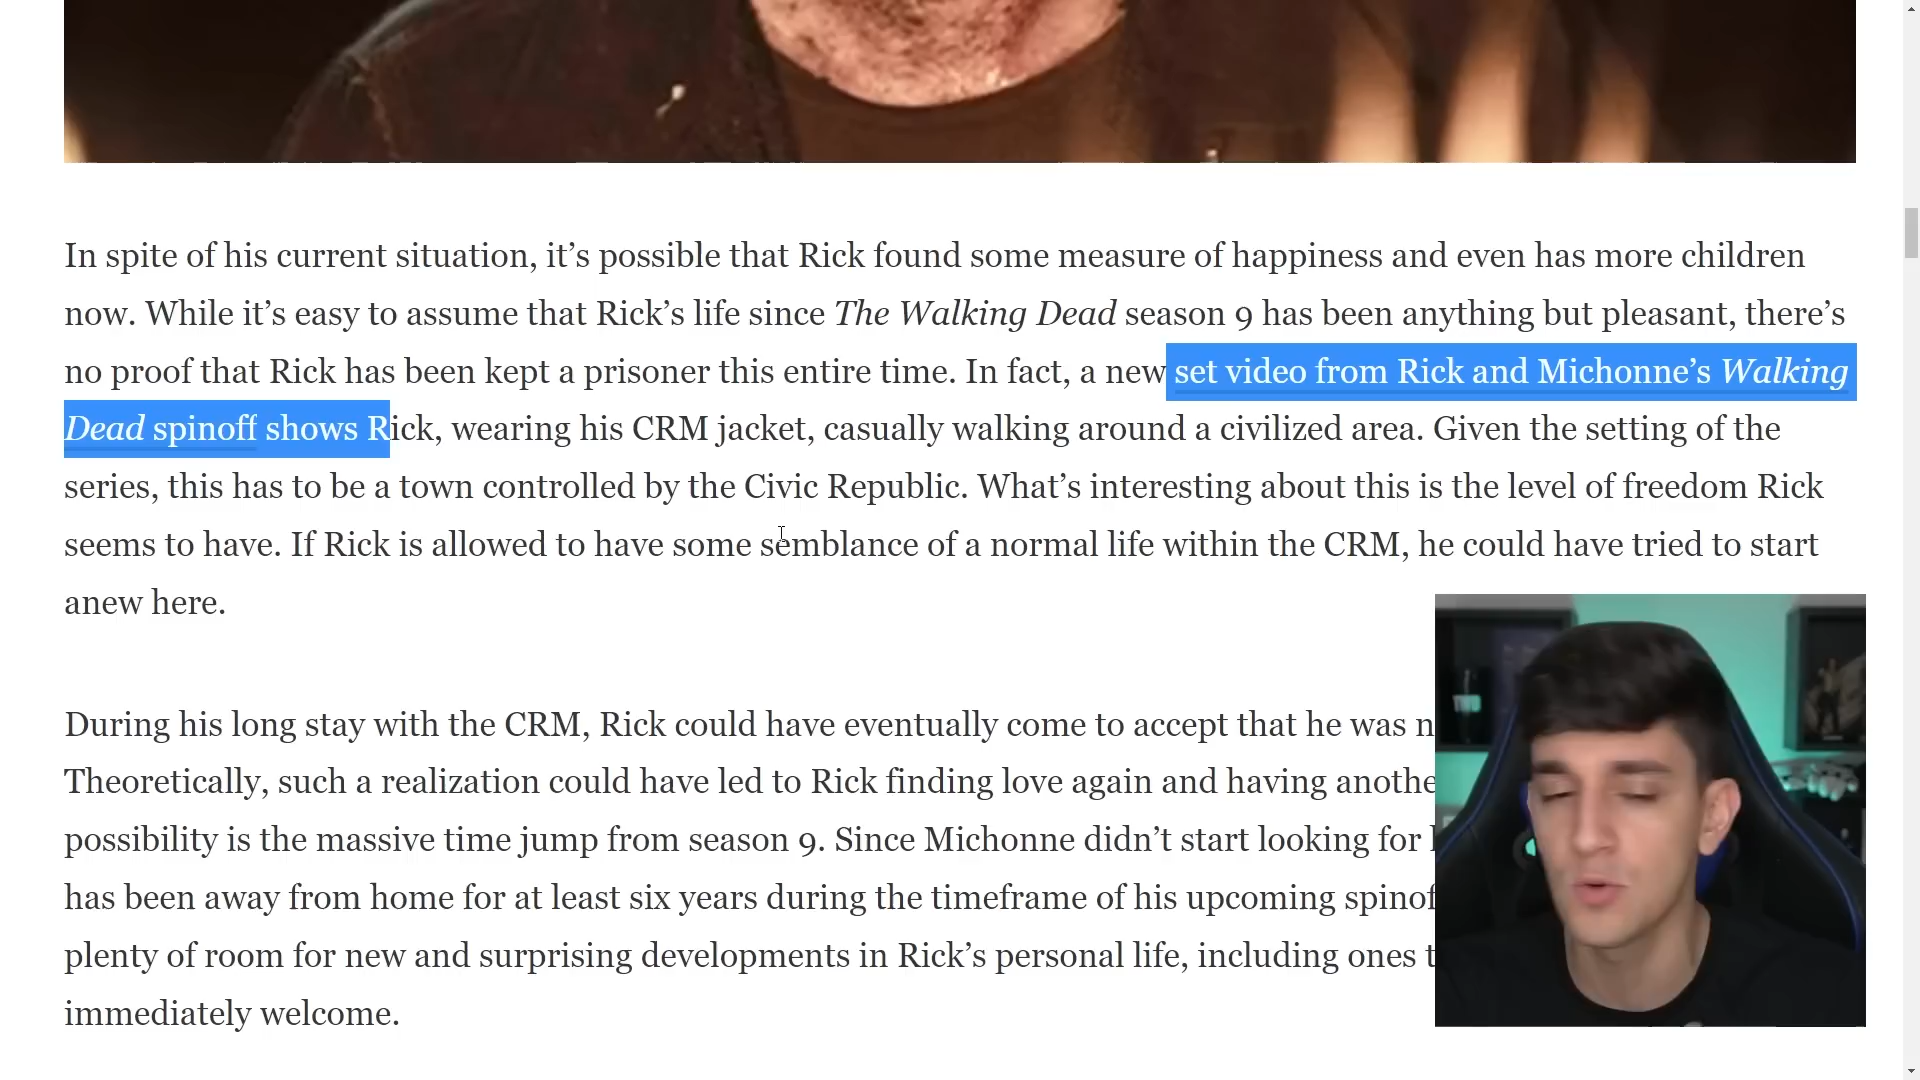 In spite of his current situation, it’s possible that Rick found some measure of happiness and even has more children
now. While it’s easy to assume that Rick’s life since The Walking Dead season 9 has been anything but pleasant, there’s
no proof that Rick has been kept a prisoner this entire time. In fact, a new set video from Rick and Michonne’s Walking
Dead spinoff shows Rick, wearing his CRM jacket, casually walking around a civilized area. Given the setting of the
series, this has to be a town controlled by the Civic Republic. What’s interesting about this is the level of freedom Rick
seems to have. If Rick is allowed to have some semblance of a normal life within the CRM, he could have tried to start
anew here.
During his long stay with the CRM, Rick could have eventually come to accept that he was
Theoretically, such a realization could have led to Rick finding love again and having
possibility is the massive time jump from season 9. Since Michonne didn’t start looking for
has been away from home for at least six years during the timeframe of his upcoming
plenty of room for new and surprising developments in Rick’s personal life, including ones
immediately welcome.